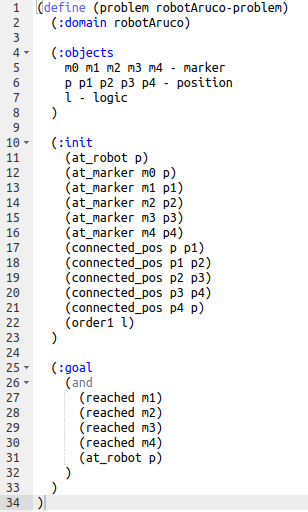 1 (define (problem robotAruco-problem)
2 (:domain robotAruco)
3
4 (:objects
5 m0 m1 m2 m3 m4 - marker
6 p p1 p2 p3 p4 - position
7 l - logic
8 )
9
10 (:init
11 (at_robot p)
12 (at_marker m0 p)
13 (at_marker m1 p1)
14 (at_marker m2 p2)
15 (at_marker m3 p3)
16 (at_marker m4 p4)
17 (connected_pos p p1)
18 (connected_pos p1 p2)
19 (connected_pos p2 p3)
20 (connected_pos p3 p4)
21 (connected_pos p4 p)
22 (order1 l)
23 )
24
25 (:goal
26 (and
27 (reached m1)
28 (reached m2)
29 (reached m3)
30 (reached m4)
31 (at_robot p)
32 )
33 )
34 )